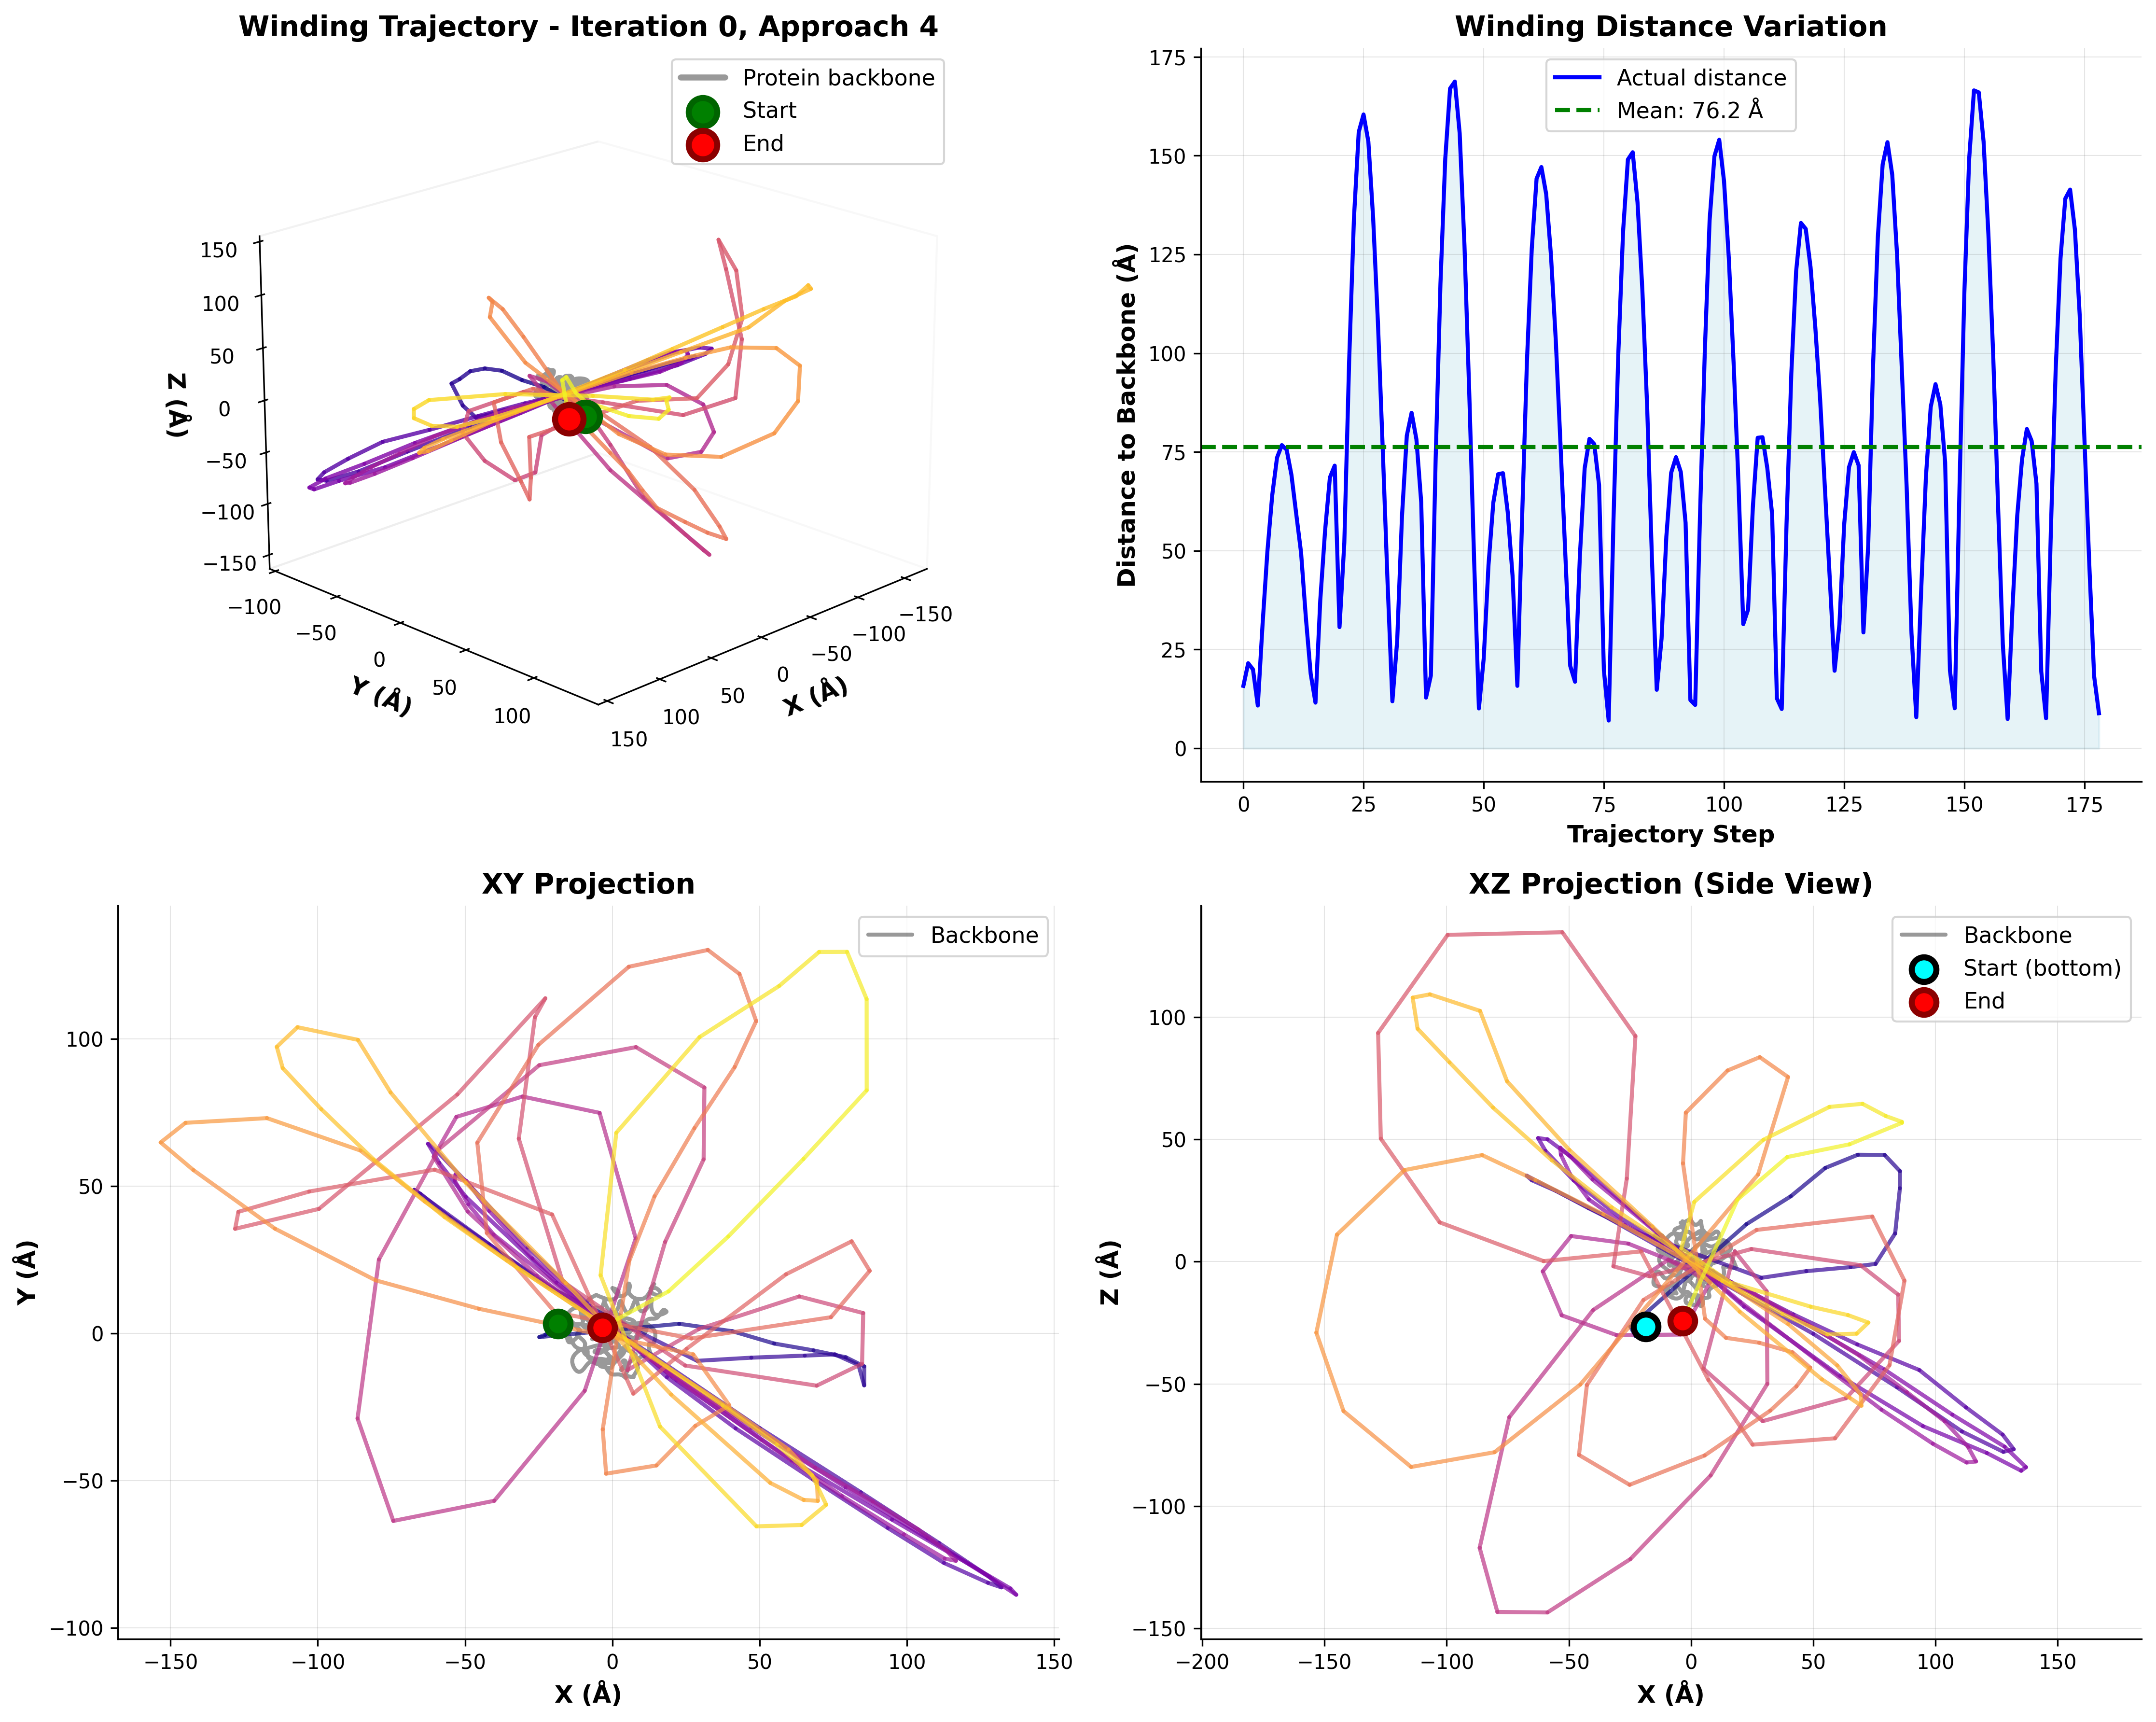 Winding Trajectory - Iteration 0, Approach 4
Protein backbone
Start
End
150
100
50
0
−50
−100
−150
Z (Å)
−100
−50
0
50
100
Y (Å)
150
100
50
0
−50
−100
−150
X (Å)
Winding Distance Variation
Actual distance
Mean: 76.2 Å
175
150
125
100
75
50
25
0
Distance to Backbone (Å)
0
25
50
75
100
125
150
175
Trajectory Step
XY Projection
Backbone
100
50
0
−50
−100
Y (Å)
−150
−100
−50
0
50
100
150
X (Å)
XZ Projection (Side View)
Backbone
Start (bottom)
End
100
50
0
−50
−100
−150
Z (Å)
−200
−150
−100
−50
0
50
100
150
X (Å)